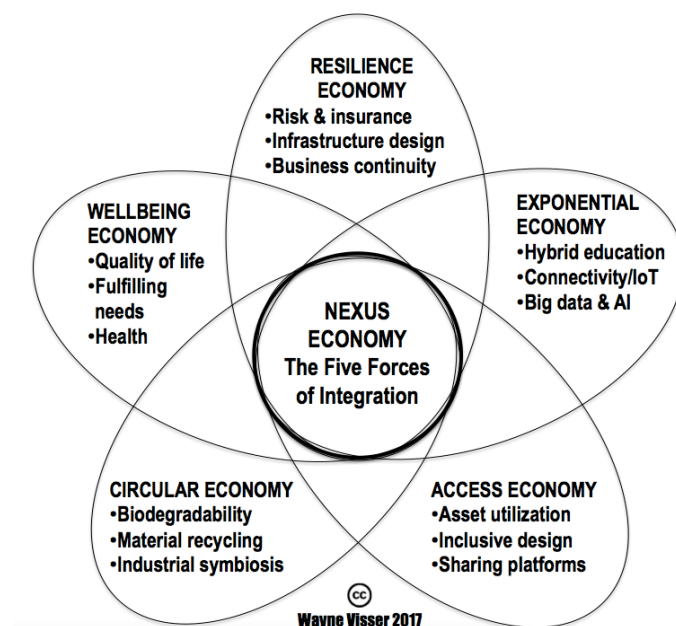 RESILIENCE
ECONOMY
•Risk & insurance
•Infrastructure design
•Business continuity
WELLBEING
ECONOMY
•Quality of life
•Fulfilling
needs
•Health
EXPONENTIAL
ECONOMY
•Hybrid education
•Connectivity/IoT
•Big data & AI
NEXUS
ECONOMY
The Five Forces
of Integration
CIRCULAR ECONOMY
•Biodegradability
•Material recycling
•Industrial symbiosis
ACCESS ECONOMY
•Asset utilization
•Inclusive design
•Sharing platforms
cc
Wayne Visser 2017